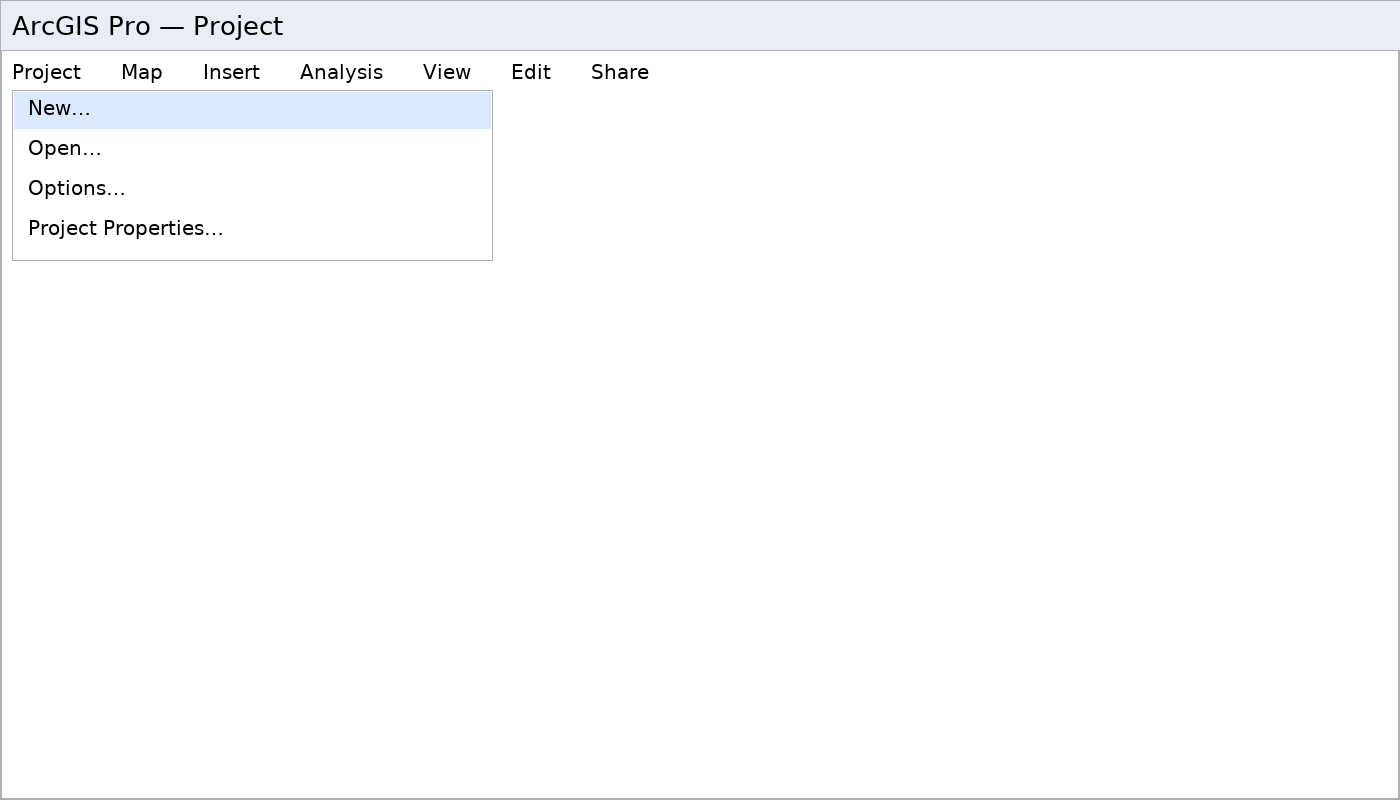 ArcGIS Pro — Project
Project Map Insert Analysis View Edit Share
New…
Open…
Options…
Project Properties…